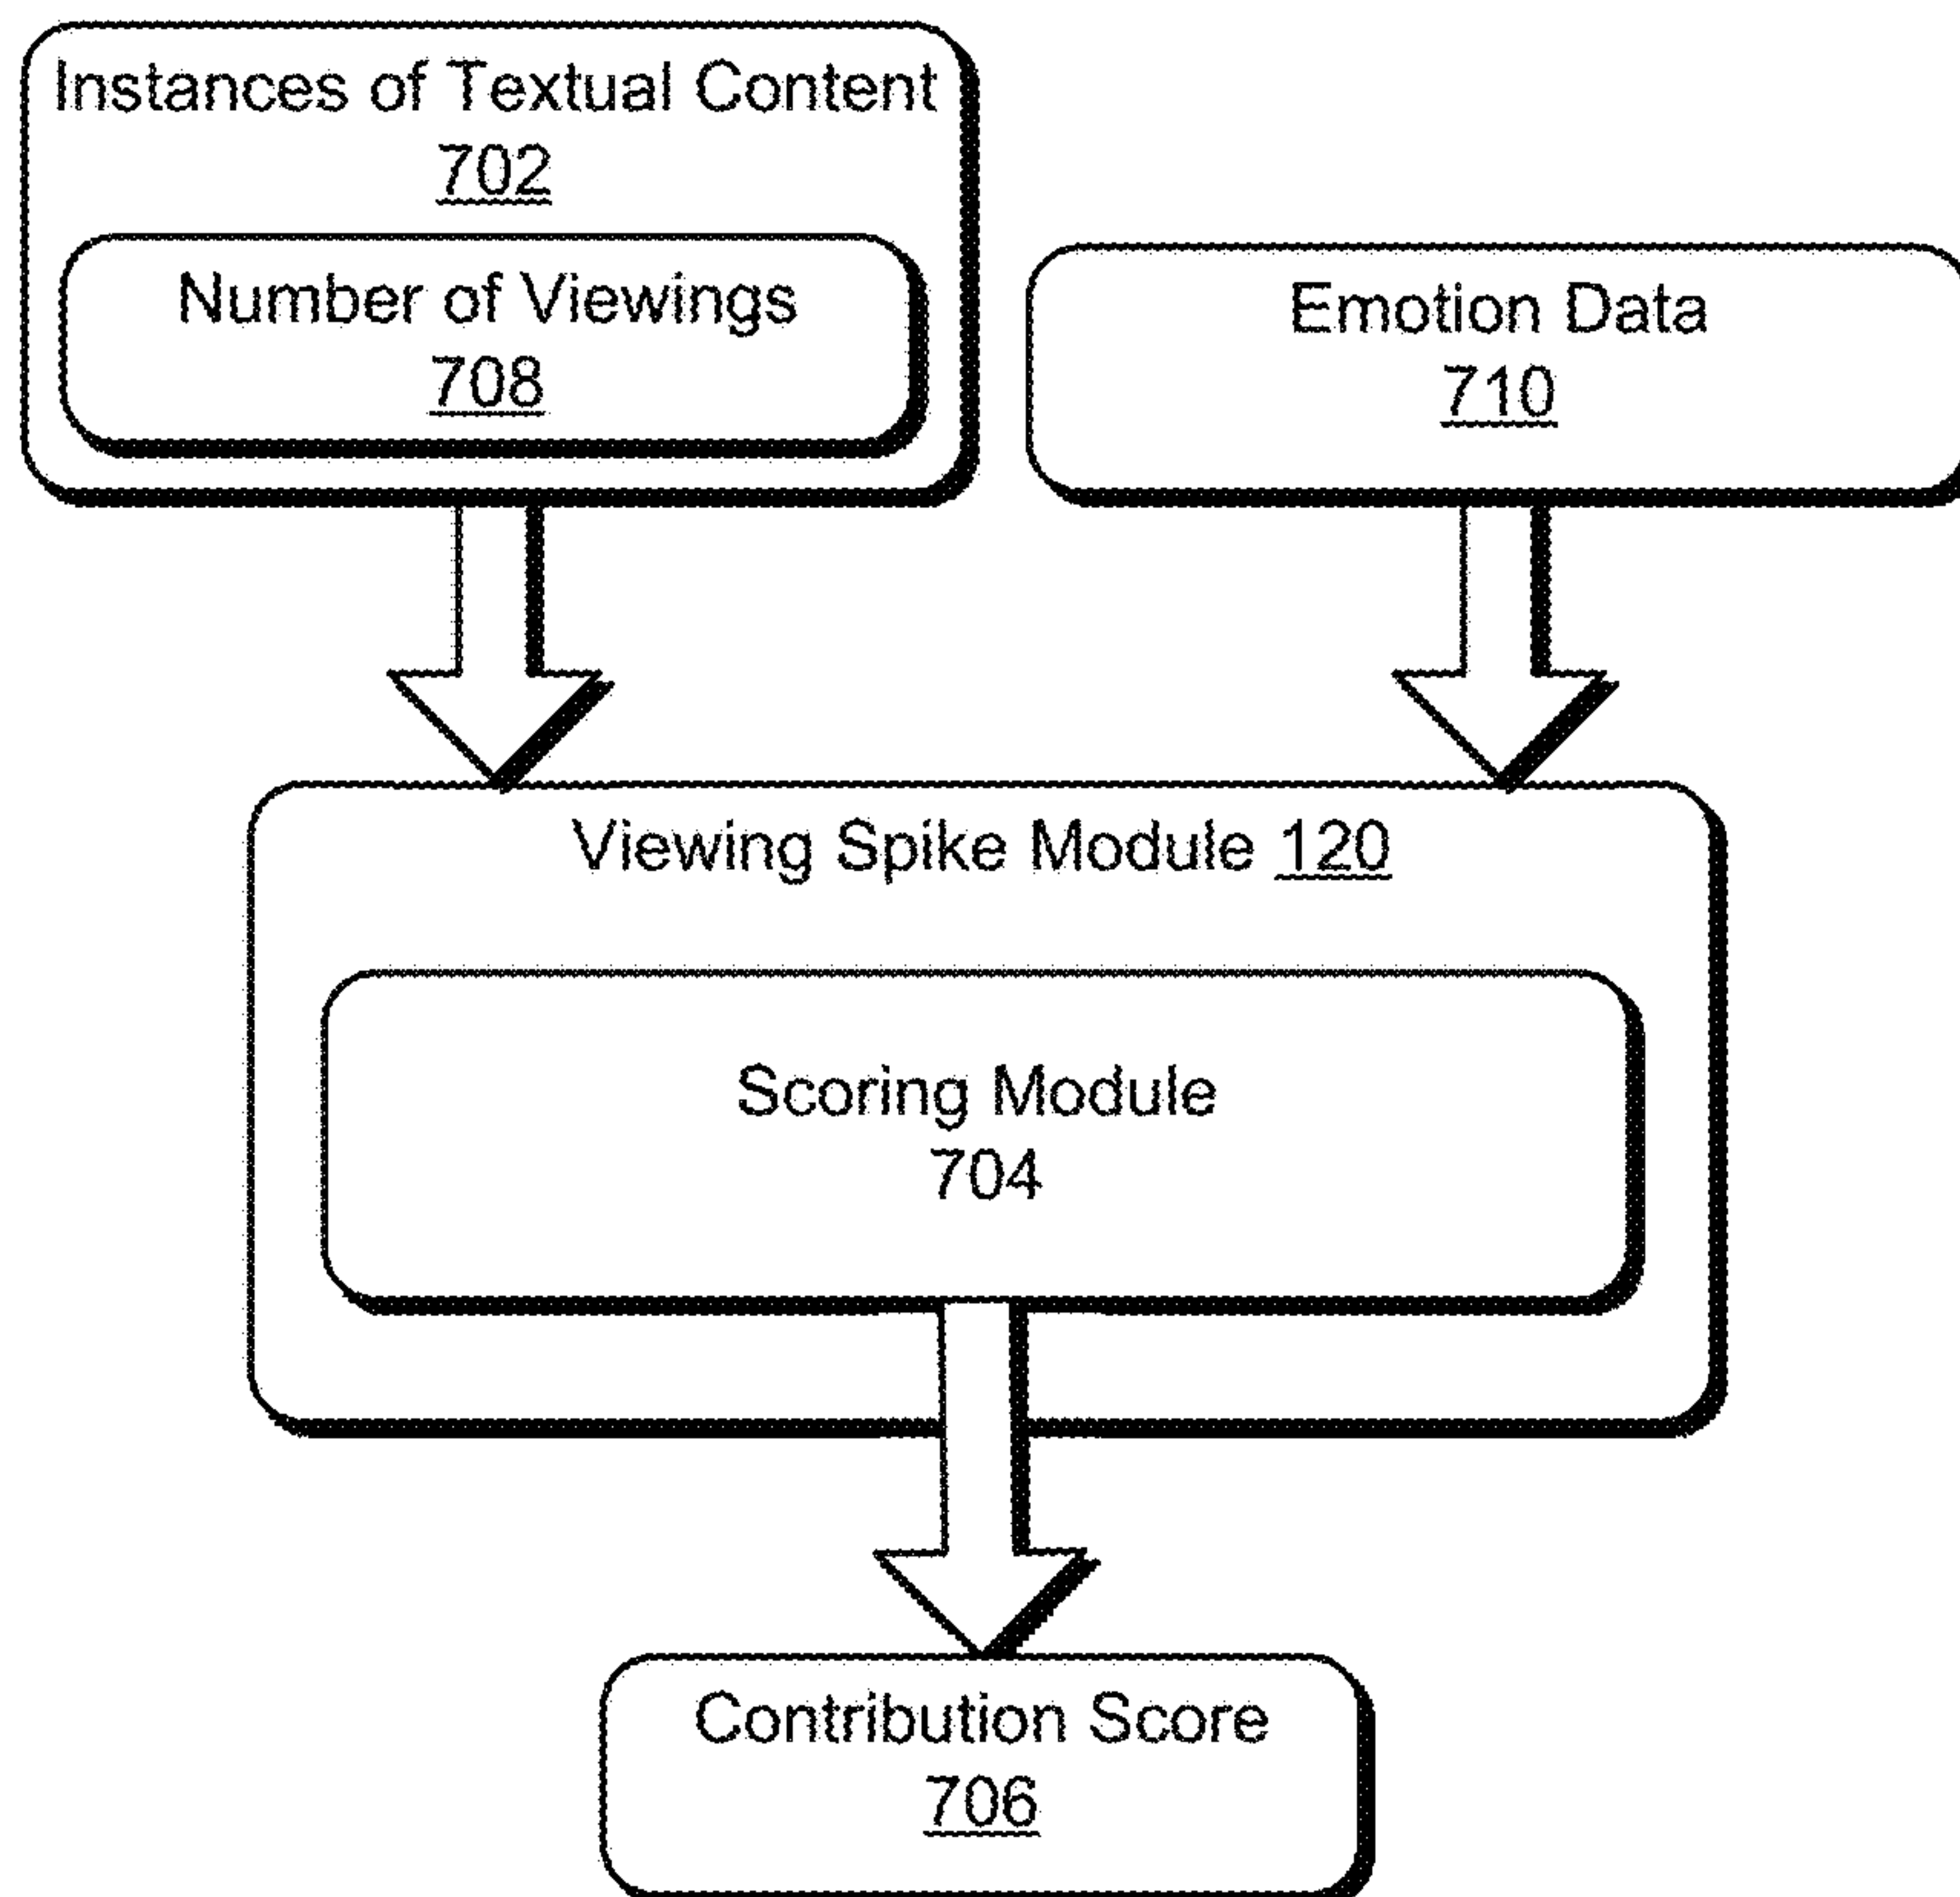 Instances of Textual Content
702
Number of Viewings
708
Emotion Data
710
Viewing Spike Module 120
Scoring Module
704
Contribution Score
706